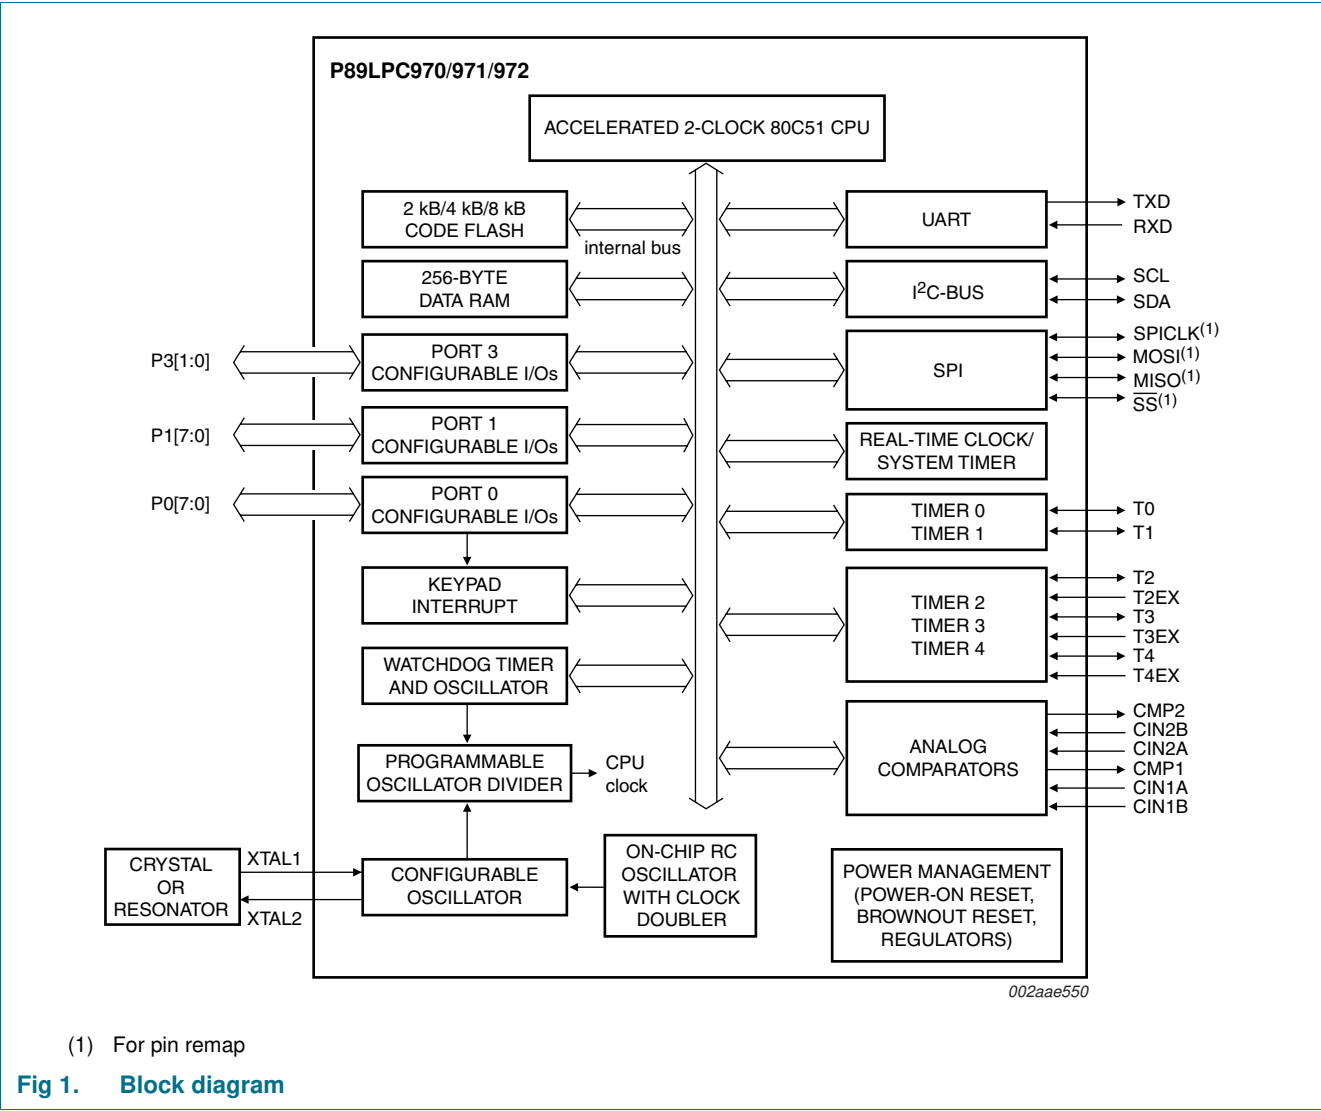 P89LPC970/971/972
ACCELERATED 2-CLOCK 80C51 CPU
2 kB/4 kB/8 kB
CODE FLASH
internal bus
256-BYTE
DATA RAM
P3[1:0]
PORT 3
CONFIGURABLE I/Os
P1[7:0]
PORT 1
CONFIGURABLE I/Os
P0[7:0]
PORT 0
CONFIGURABLE I/Os
KEYPAD
INTERRUPT
WATCHDOG TIMER
AND OSCILLATOR
PROGRAMMABLE
OSCILLATOR DIVIDER
CPU
clock
CRYSTAL
OR
RESONATOR
XTAL1
XTAL2
CONFIGURABLE
OSCILLATOR
ON-CHIP RC
OSCILLATOR
WITH CLOCK
DOUBLER
UART
TXD
RXD
I²C-BUS
SCL
SDA
SPI
SPICLK(1)
MOSI(1)
MISO(1)
S̅S̅(1)
REAL-TIME CLOCK/
SYSTEM TIMER
TIMER 0
TIMER 1
T0
T1
TIMER 2
TIMER 3
TIMER 4
T2
T2EX
T3
T3EX
T4
T4EX
ANALOG
COMPARATORS
CMP2
CIN2B
CIN2A
CMP1
CIN1A
CIN1B
POWER MANAGEMENT
(POWER-ON RESET,
BROWNOUT RESET,
REGULATORS)
002aae550
(1) For pin remap
Fig 1. Block diagram